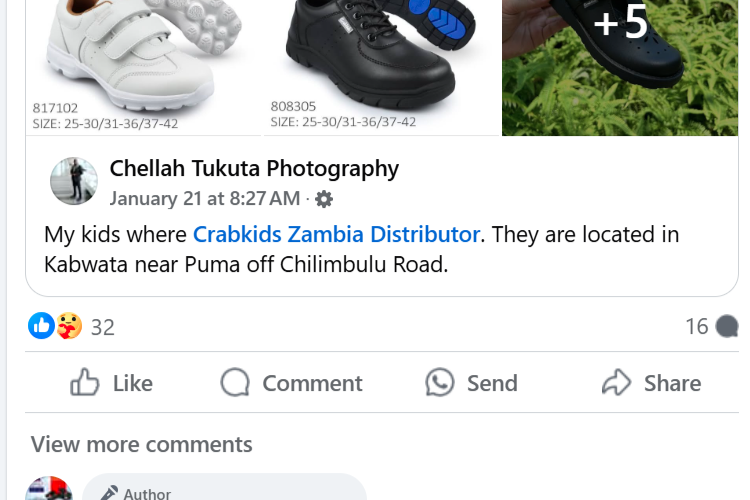 817102
SIZE: 25-30/31-36/37-42
808305
SIZE: 25-30/31-36/37-42
+5
Chellah Tukuta Photography
January 21 at 8:27 AM ·
My kids where Crabkids Zambia Distributor. They are located in
Kabwata near Puma off Chilimbulu Road.
32
16
Like
Comment
Send
Share
View more comments
Author